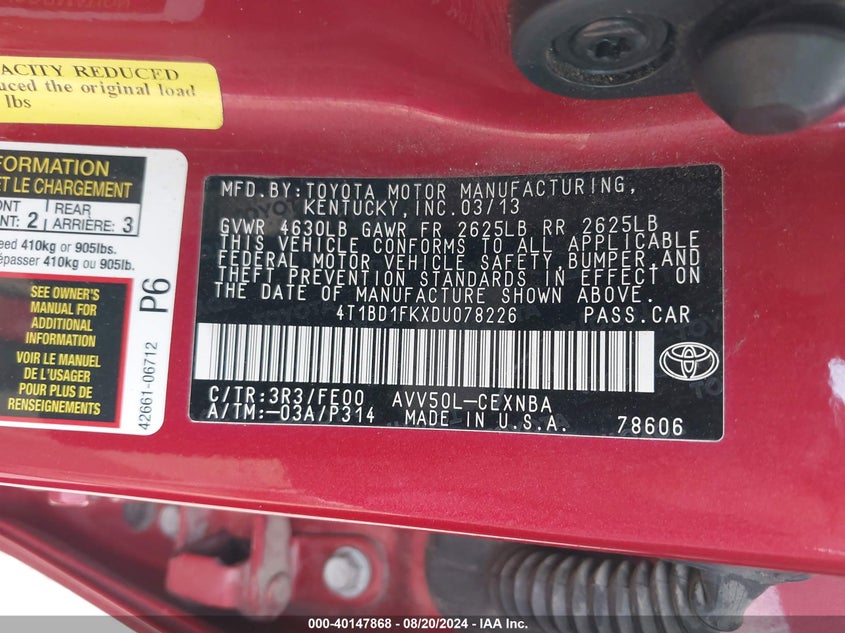 ACITY REDUCED
uced the original load
lbs
FORMATION
ET LE CHARGEMENT
ONT REAR
NT: 2 ARRIÈRE: 3
eed 410kg or 905lbs.
épasser 410kg ou 905lb.
SEE OWNER'S
MANUAL FOR
ADDITIONAL
INFORMATION
VOIR LE MANUEL
DE L'USAGER
POUR PLUS DE
RENSEIGNEMENTS
P6
42661-06712
MFD.BY:TOYOTA MOTOR MANUFACTURING,
KENTUCKY, INC.03/13
GVWR 4630LB GAWR FR 2625LB RR 2625LB
THIS VEHICLE CONFORMS TO ALL APPLICABLE
FEDERAL MOTOR VEHICLE SAFETY, BUMPER, AND
THEFT PREVENTION STANDARDS IN EFFECT ON
THE DATE OF MANUFACTURE SHOWN ABOVE.
4T1BD1FKXDU078226 PASS.CAR
C/TR:3R3/FE00 AVV50L-CEXNBA
A/TM:-03A/P314 MADE IN U.S.A. 78606
000-40147868 - 08/20/2024 - IAA Inc.